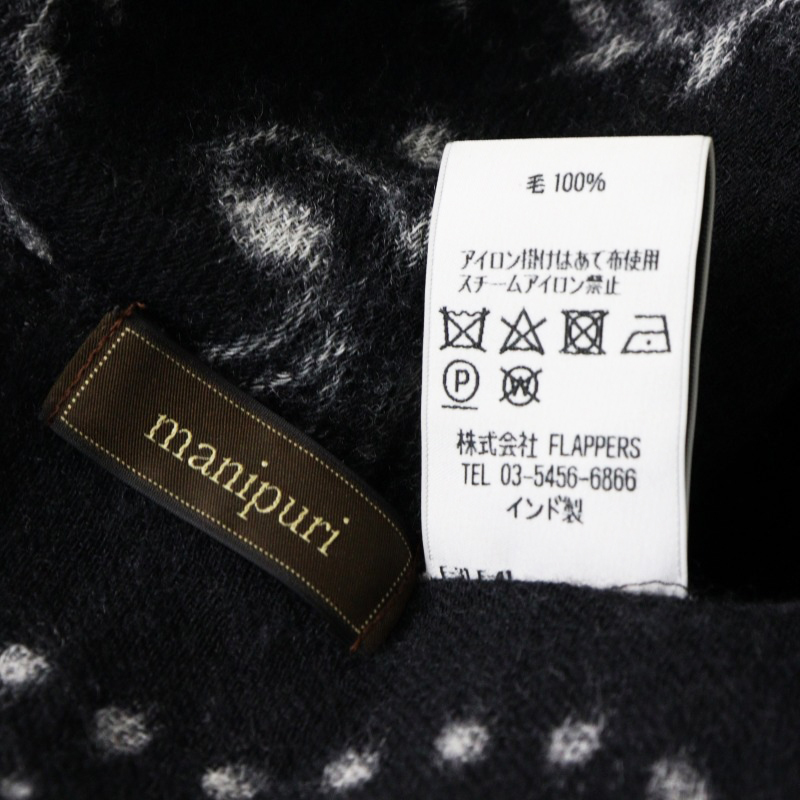 毛 100%
アイロン掛けはあて布使用
スチームアイロン禁止
P W
株式会社 FLAPPERS
TEL 03-5456-6866
インド製
manipuri